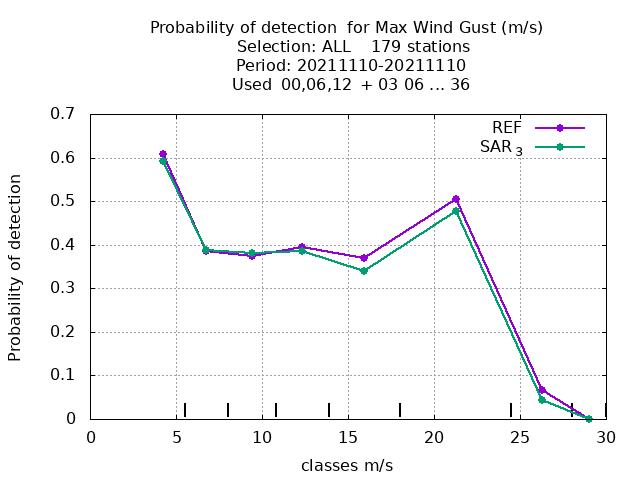 Probability of detection  for Max Wind Gust (m/s)
Selection: ALL    179 stations
Period: 20211110-20211110
Used  00,06,12  + 03 06 ... 36
REF
SAR 3
0.7
0.6
0.5
0.4
0.3
0.2
0.1
0
Probability of detection
0 5 10 15 20 25 30
classes m/s